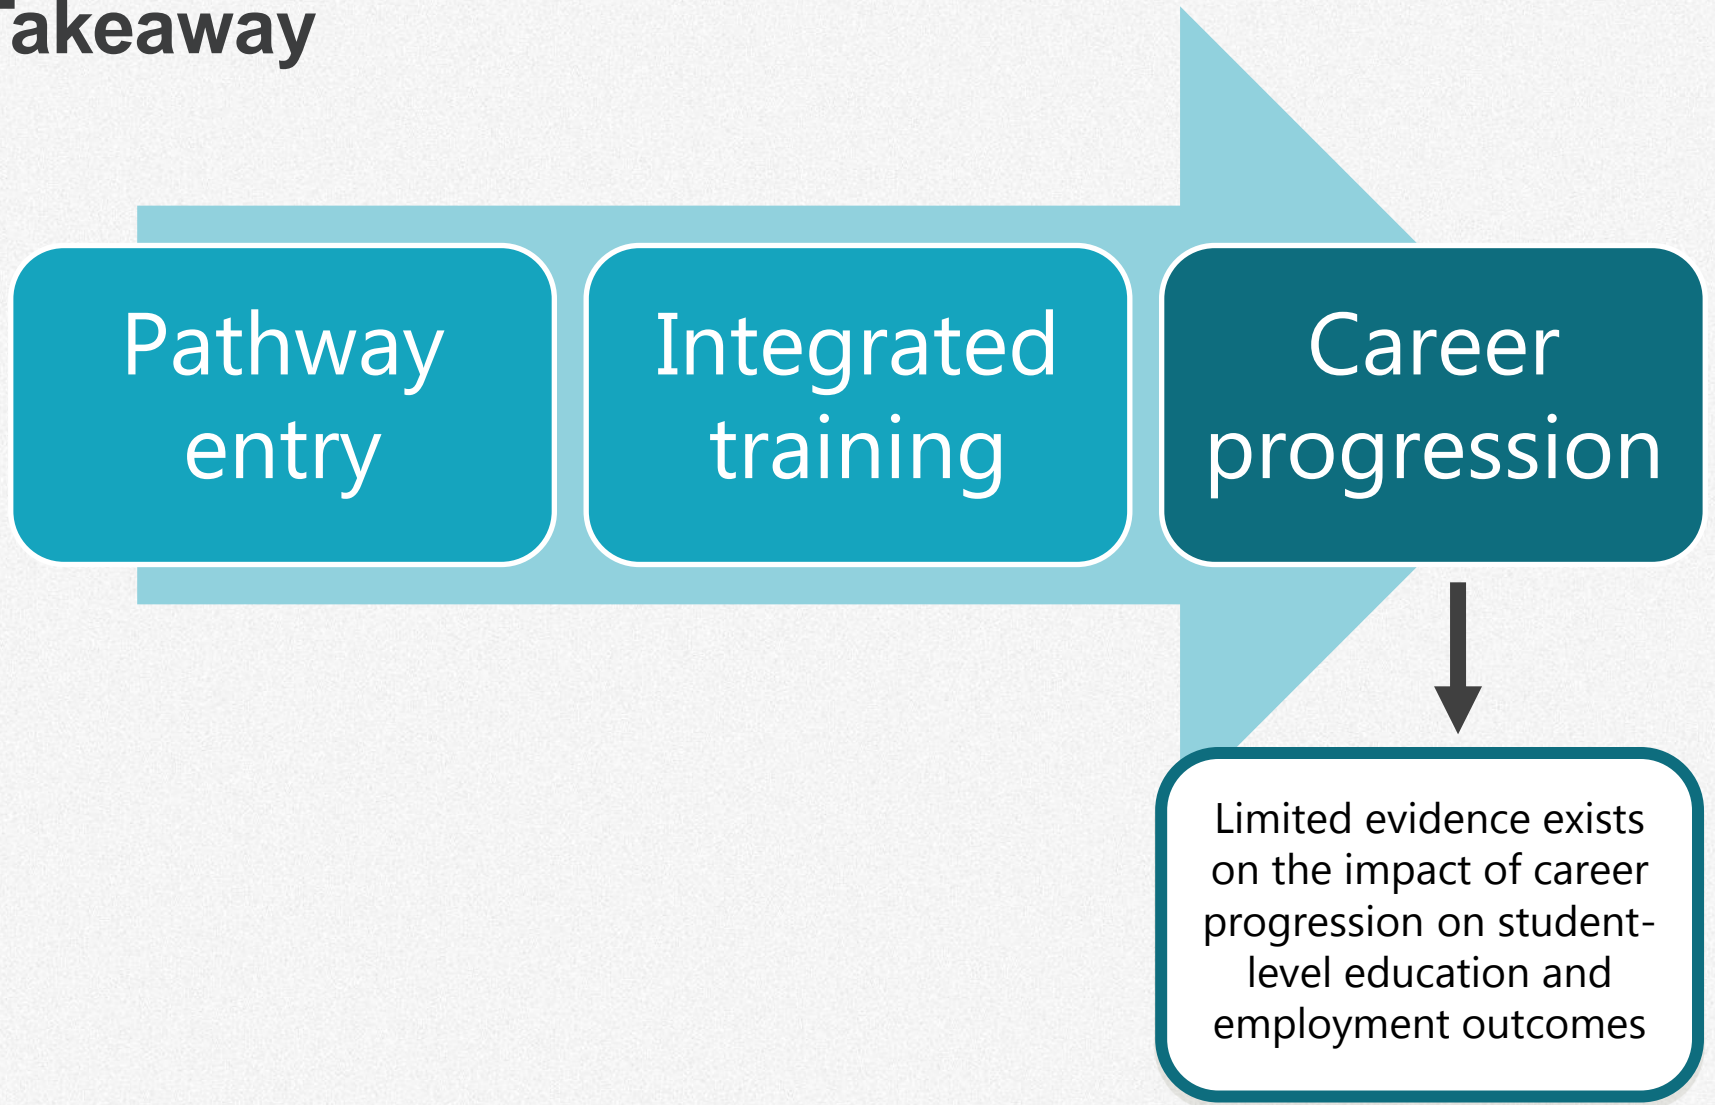 Takeaway
Pathway
entry
Integrated
training
Career
progression
Limited evidence exists
on the impact of career
progression on student-
level education and
employment outcomes